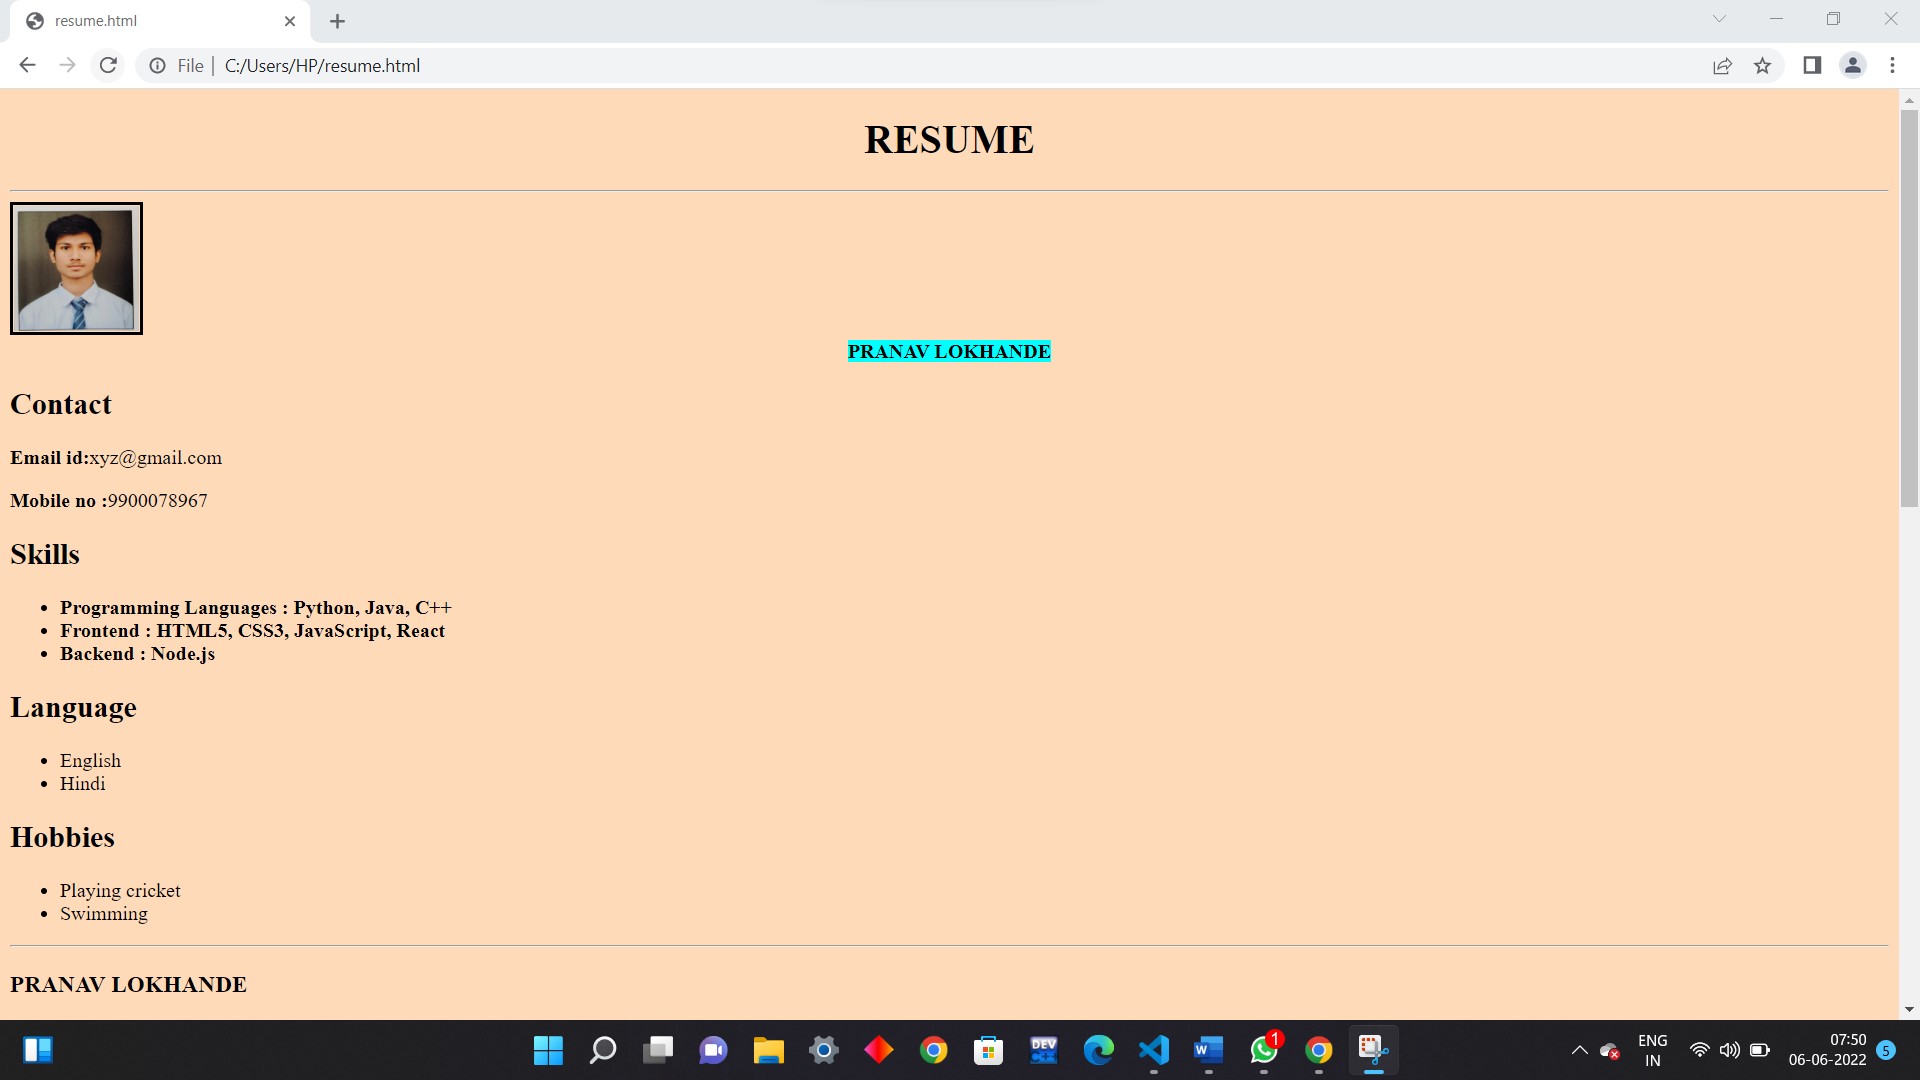 resume.html
File
C:/Users/HP/resume.html
RESUME
PRANAV LOKHANDE
Contact
Email id:xyz@gmail.com
Mobile no :9900078967
Skills
• Programming Languages : Python, Java, C++
• Frontend : HTML5, CSS3, JavaScript, React
• Backend : Node.js
Language
• English
• Hindi
Hobbies
• Playing cricket
• Swimming
PRANAV LOKHANDE
DEV
C++
W
1
ENG
IN
07:50
06-06-2022
5